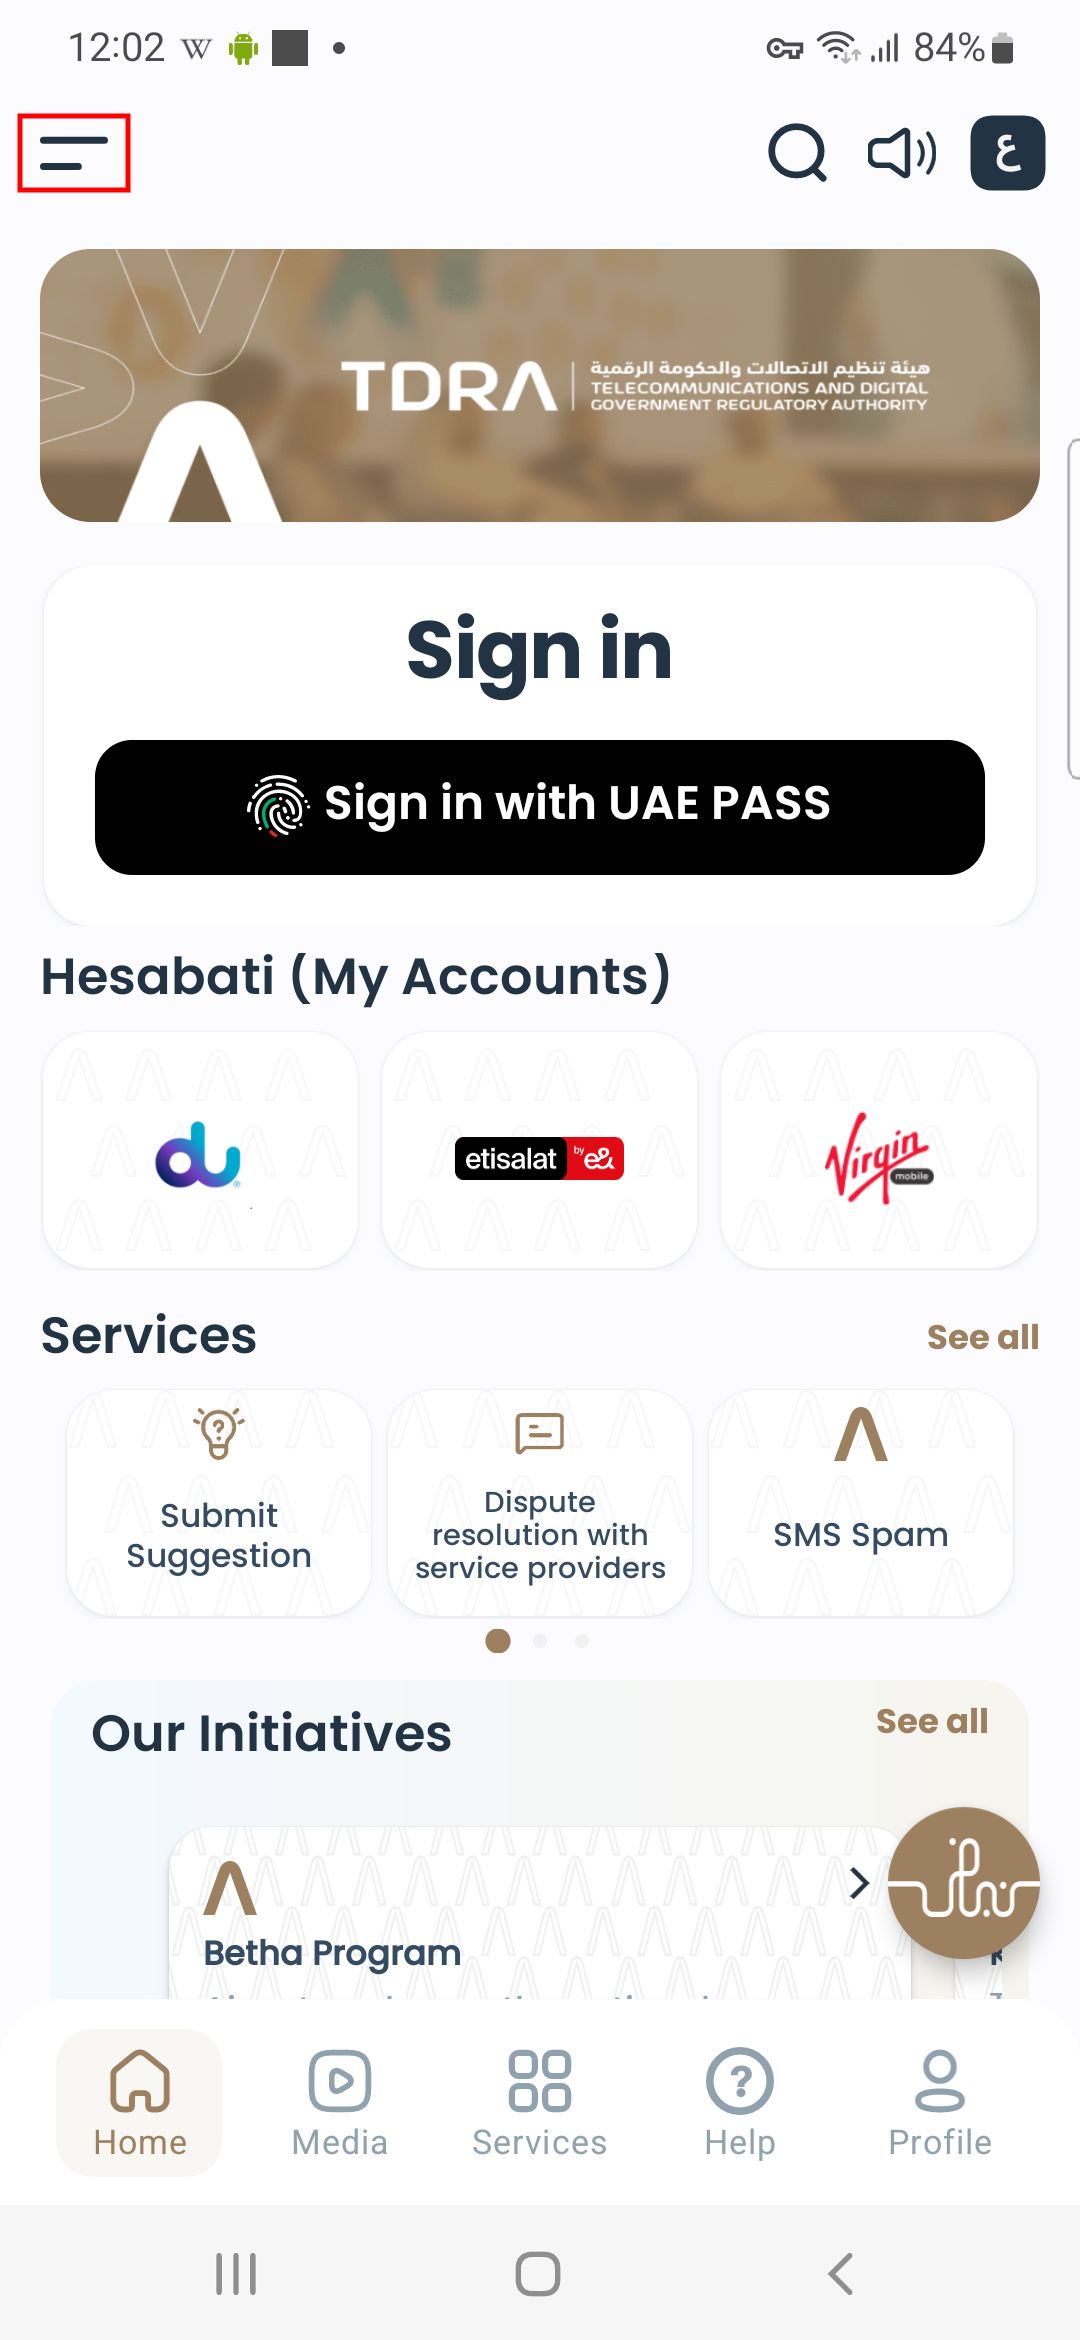 12:02 W 84%
ع
TDRA
هيئة تنظيم الاتصالات والحكومة الرقمية
TELECOMMUNICATIONS AND DIGITAL
GOVERNMENT REGULATORY AUTHORITY
Sign in
Sign in with UAE PASS
Hesabati (My Accounts)
du
etisalat by e&
Virgin
mobile
Services
See all
Submit
Suggestion
Dispute
resolution with
service providers
SMS Spam
Our Initiatives
See all
Betha Program
Home
Media
Services
Help
Profile